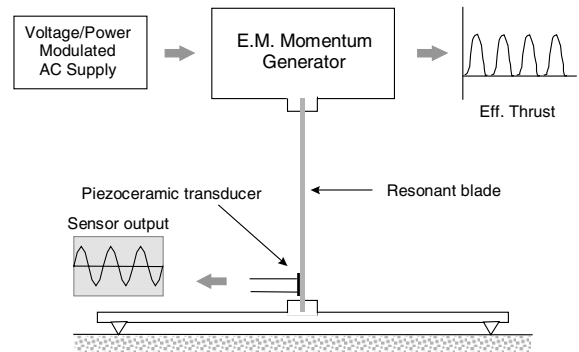 Voltage/Power
Modulated
AC Supply
E.M. Momentum
Generator
Eff. Thrust
Piezoceramic transducer
Resonant blade
Sensor output